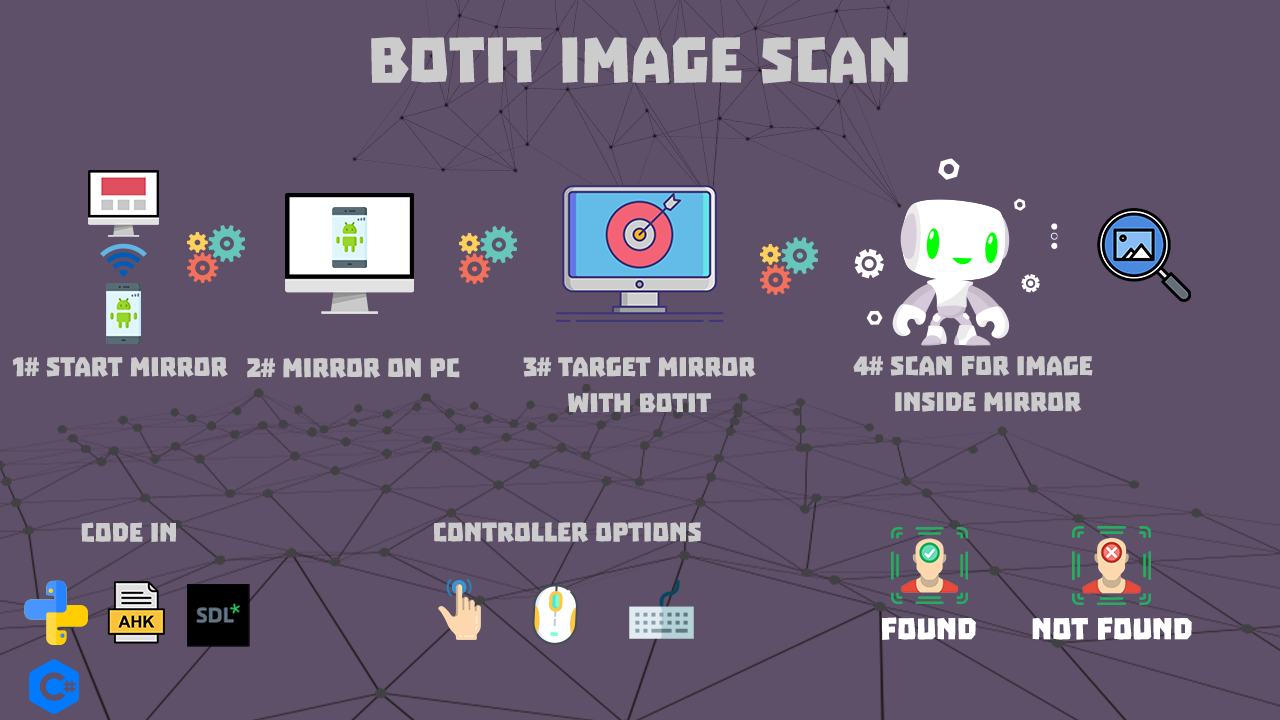 BOTIT IMAGE SCAN
1# START MIRROR
2# MIRROR ON PC
3# TARGET MIRROR
WITH BOTIT
4# SCAN FOR IMAGE
INSIDE MIRROR
CODE IN
CONTROLLER OPTIONS
AHK
SDL*
C#
FOUND
NOT FOUND